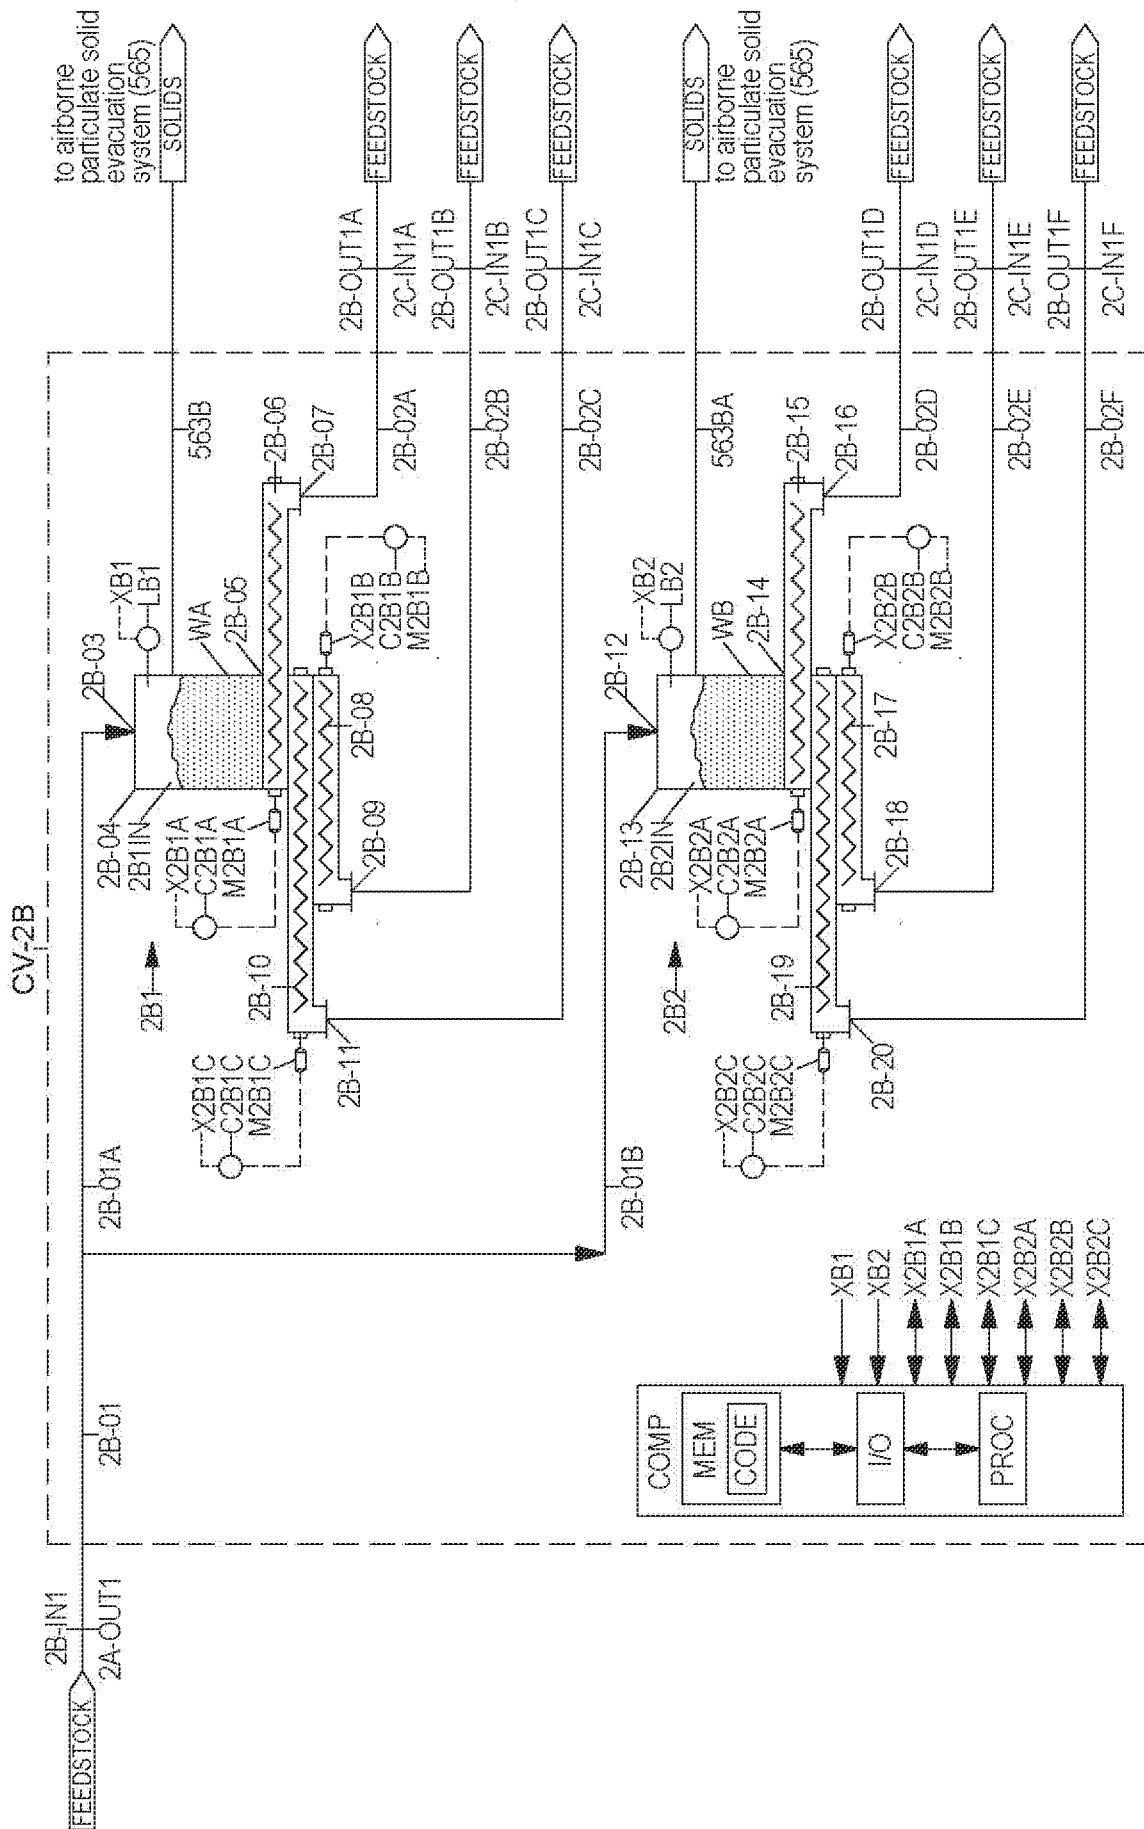 CV-2B
FEEDSTOCK
2B-IN1
2A-OUT1
2B-01
2B-01A
2B-01B
2B1
2B-03
2B-04
2B1IN
XB1
LB1
WA
2B-05
563B
to airborne
particulate solid
evacuation
system (565)
SOLIDS
X2B1A
C2B1A
M2B1A
2B-06
2B-07
2B-02A
2B-OUT1A
2C-IN1A
FEEDSTOCK
2B-08
2B-09
X2B1B
C2B1B
M2B1B
2B-02B
2B-OUT1B
2C-IN1B
FEEDSTOCK
2B-10
2B-11
X2B1C
C2B1C
M2B1C
2B-02C
2B-OUT1C
2C-IN1C
FEEDSTOCK
2B2
2B-12
2B-13
2B2IN
XB2
LB2
WB
2B-14
563BA
SOLIDS
to airborne
particulate solid
evacuation
system (565)
X2B2A
C2B2A
M2B2A
2B-15
2B-16
2B-02D
2B-OUT1D
2C-IN1D
FEEDSTOCK
2B-17
2B-18
X2B2B
C2B2B
M2B2B
2B-02E
2B-OUT1E
2C-IN1E
FEEDSTOCK
2B-19
2B-20
X2B2C
C2B2C
M2B2C
2B-02F
2B-OUT1F
2C-IN1F
FEEDSTOCK
COMP
MEM
CODE
I/O
PROC
XB1
XB2
X2B1A
X2B1B
X2B1C
X2B2A
X2B2B
X2B2C